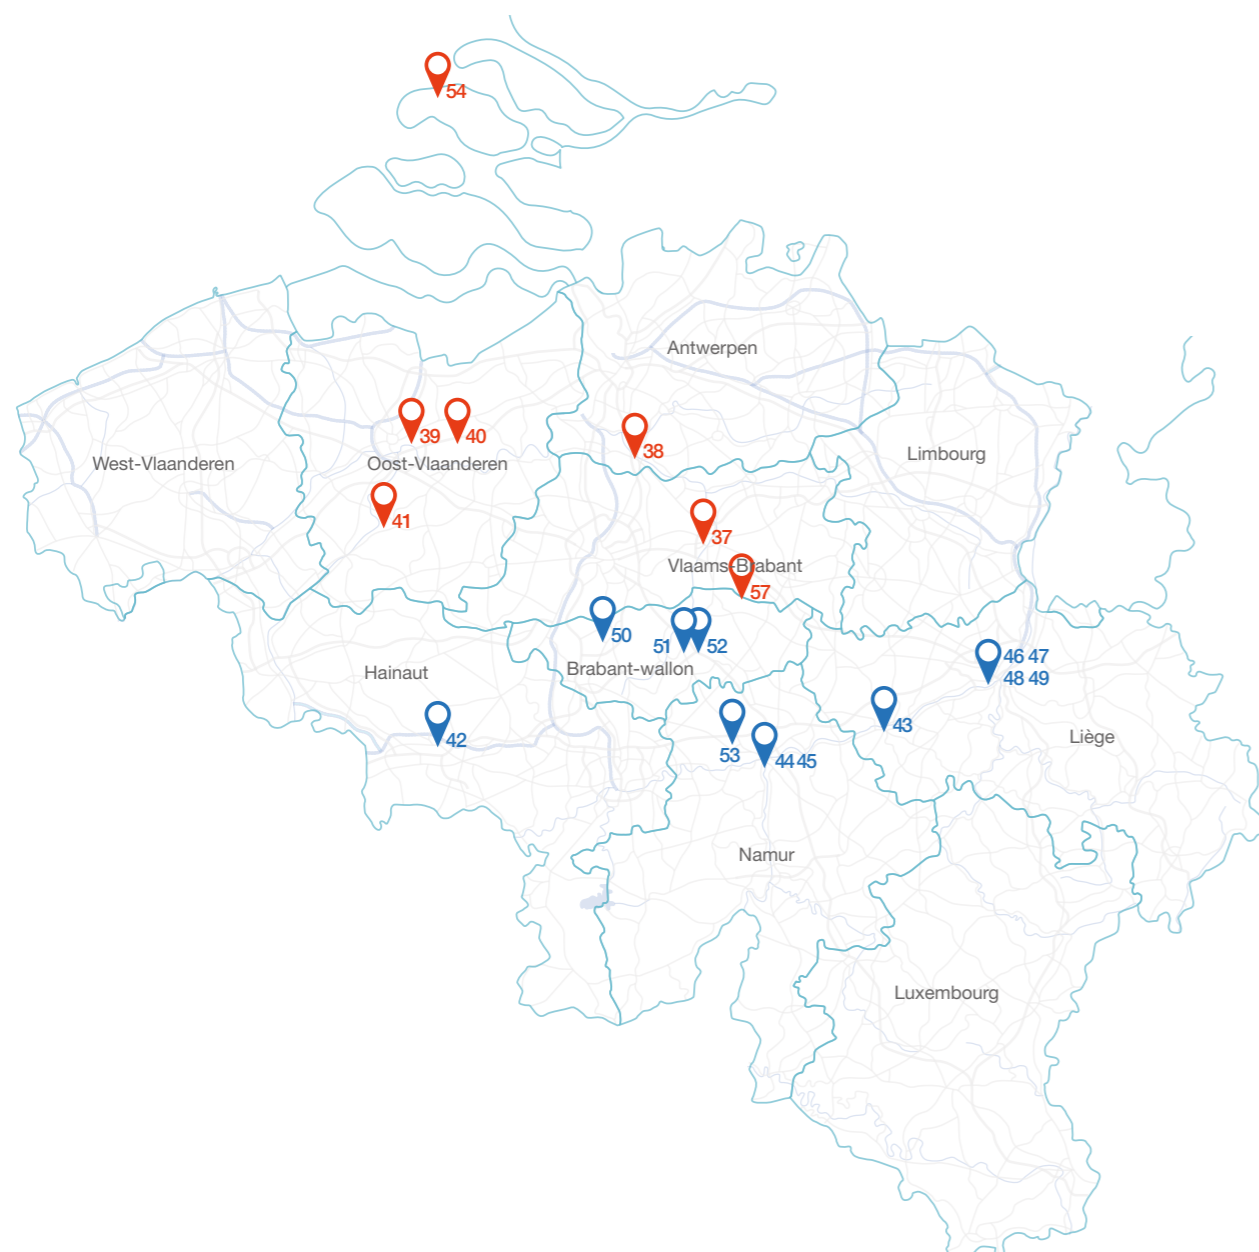 54
Antwerpen
39
40
38
West-Vlaanderen
Oost-Vlaanderen
Limbourg
41
37
Vlaams-Brabant
57
50
51
52
46 47
48 49
Hainaut
Brabant-wallon
42
43
53
44 45
Liège
Namur
Luxembourg